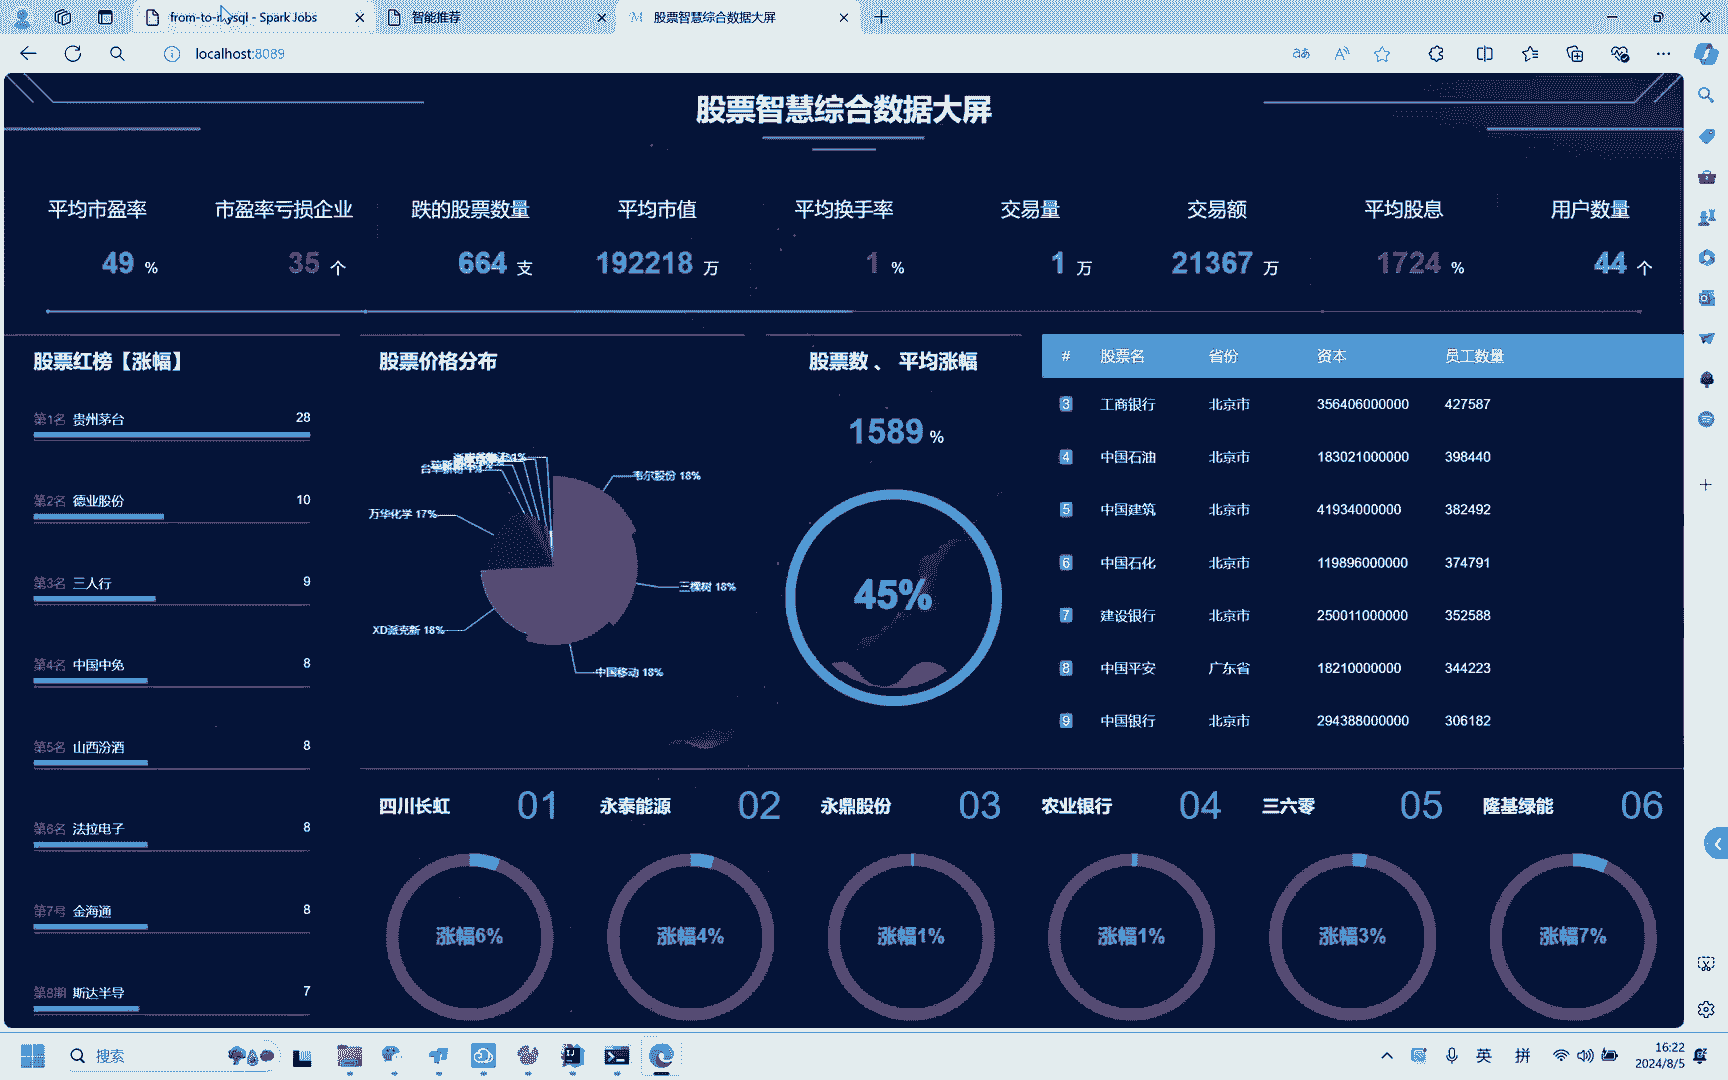 from-to-mysql - Spark Jobs
智能推荐
股票智慧综合数据大屏
localhost:8089
股票智慧综合数据大屏
平均市盈率
49 %
市盈率亏损企业
35 个
跌的股票数量
664 支
平均市值
192218 万
平均换手率
1 %
交易量
1 万
交易额
21367 万
平均股息
1724 %
用户数量
44 个
股票红榜【涨幅】
第1名 贵州茅台 28
第2名 德业股份 10
第3名 三人行 9
第4名 中国中免 8
第5名 山西汾酒 8
第6名 法拉电子 8
第7号 金海通 8
第8期 斯达半导 7
股票价格分布
韦尔股份 18%
三棵树 18%
中国移动 18%
XD派克新 18%
万华化学 17%
股票数 、 平均涨幅
1589 %
45%
# 股票名 省份 资本 员工数量
3 工商银行 北京市 356406000000 427587
4 中国石油 北京市 183021000000 398440
5 中国建筑 北京市 41934000000 382492
6 中国石化 北京市 119896000000 374791
7 建设银行 北京市 250011000000 352588
8 中国平安 广东省 18210000000 344223
9 中国银行 北京市 294388000000 306182
四川长虹 01
涨幅6%
永泰能源 02
涨幅4%
永鼎股份 03
涨幅1%
农业银行 04
涨幅1%
三六零 05
涨幅3%
隆基绿能 06
涨幅7%
搜索
英
拼
16:22
2024/8/5